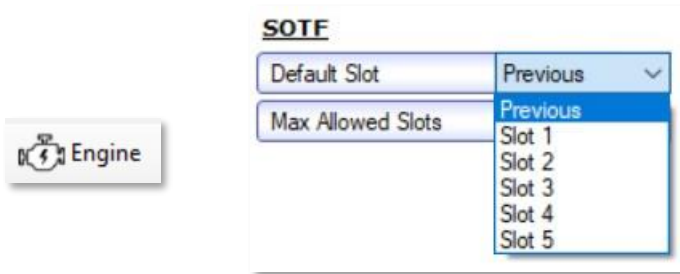 SOTF
Default Slot
Previous
Max Allowed Slots
Previous
Slot 1
Slot 2
Slot 3
Slot 4
Slot 5
Engine